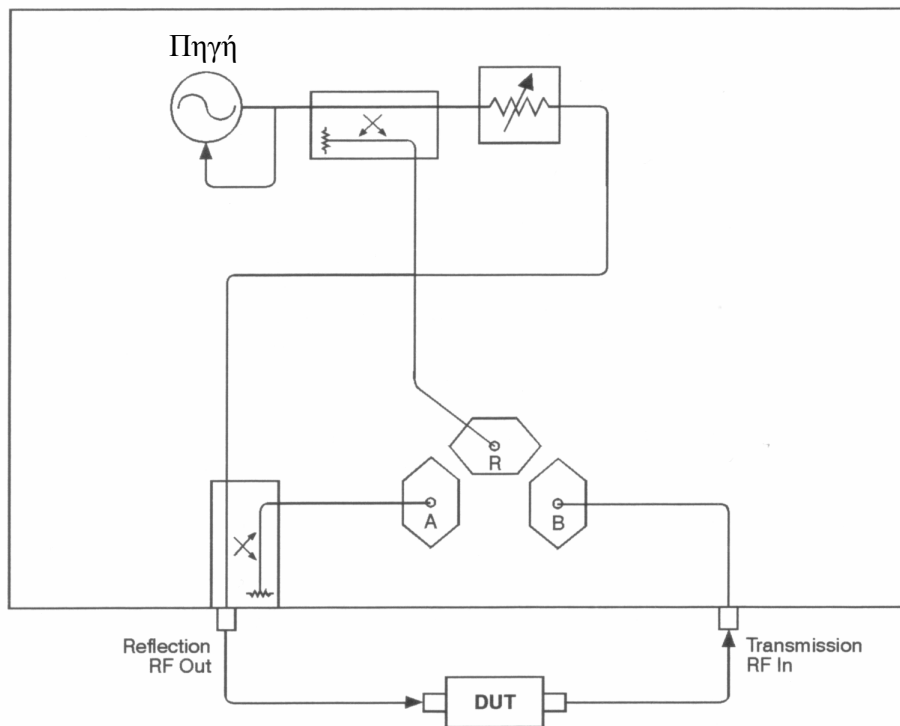 Πηγή
R
A
B
Reflection
RF Out
Transmission
RF In
DUT